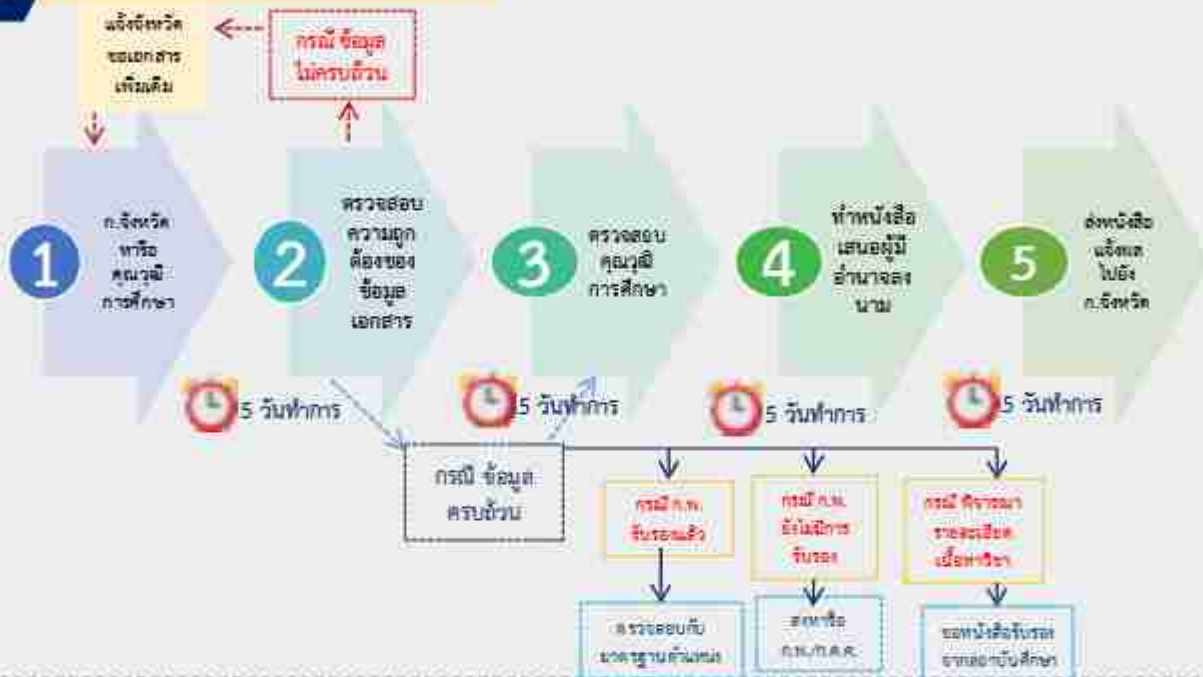 แจ้งจังหวัด
ขอเอกสาร
เพิ่มเติม
กรณี ข้อมูล
ไม่ครบถ้วน
1
ก.จังหวัด
หารือ
คุณวุฒิ
การศึกษา
2
ตรวจสอบ
ความถูก
ต้องของ
ข้อมูล
เอกสาร
3
ตรวจสอบ
คุณวุฒิ
การศึกษา
4
ทำหนังสือ
เสนอผู้มี
อำนาจลง
นาม
5
ส่งหนังสือ
แจ้งผล
ไปยัง
ก.จังหวัด
5 วันทำการ
5 วันทำการ
5 วันทำการ
5 วันทำการ
กรณี ข้อมูล
ครบถ้วน
กรณี ก.พ.
รับรองแล้ว
กรณี ก.พ.
ยังไม่มีการ
รับรอง
กรณี พิจารณา
รายละเอียด
เนื้อหาวิชา
ตรวจสอบกับ
มาตรฐานตำแหน่ง
ส่งหารือ
ก.พ./ก.ค.ศ.
ขอหนังสือรับรอง
จากสถาบันศึกษา